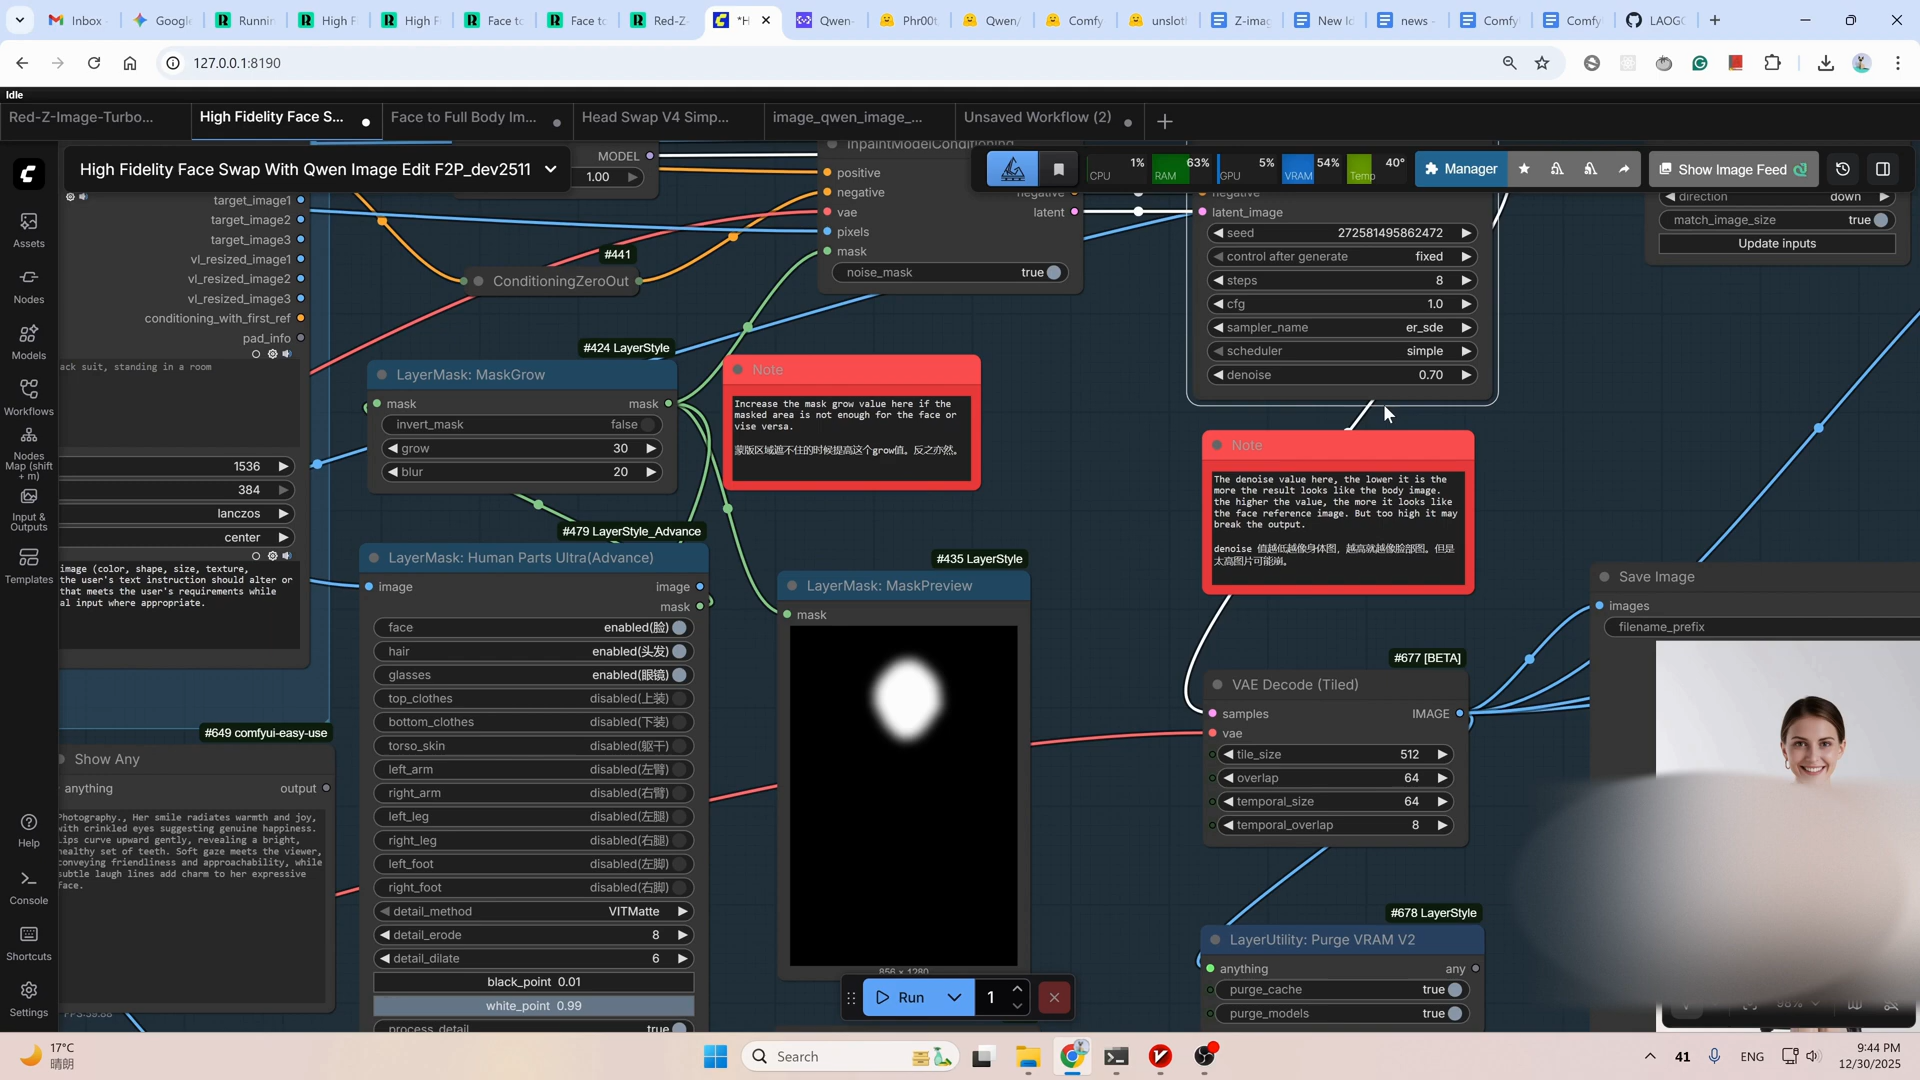 Inbox
Google
Runnin
High F
High F
Face to
Face to
Red-Z-
*H
Qwen-
Phr00t
Qwen/
Comfy
unslot
Z-imag
New Id
news -
Comfy
Comfy
LAOGO
127.0.0.1:8190
Idle
Red-Z-Image-Turbo...
High Fidelity Face S...
Face to Full Body Im...
Head Swap V4 Simp...
image_qwen_image_...
Unsaved Workflow (2)
High Fidelity Face Swap With Qwen Image Edit F2P_dev2511
MODEL
1.00
InpaintModelConditioning
CPU 1%
RAM 63%
GPU 5%
VRAM 54%
Temp 40°
Manager
Show Image Feed
Assets
Nodes
Models
Workflows
Nodes Map (shift + m)
Input & Outputs
Templates
Help
Console
Shortcuts
Settings
target_image1
target_image2
target_image3
vl_resized_image1
vl_resized_image2
vl_resized_image3
conditioning_with_first_ref
pad_info
ack suit, standing in a room
1536
384
lanczos
center
image (color, shape, size, texture,
the user's text instruction should alter or
that meets the user's requirements while
al input where appropriate.
#649 comfyui-easy-use
Show Any
anything
output
Photography., Her smile radiates warmth and joy,
with crinkled eyes suggesting genuine happiness.
Lips curve upward gently, revealing a bright,
healthy set of teeth. Soft gaze meets the viewer,
conveying friendliness and approachability, while
subtle laugh lines add charm to her expressive
face.
#441
ConditioningZeroOut
positive
negative
vae
pixels
mask
negative
latent
noise_mask
true
#424 LayerStyle
LayerMask: MaskGrow
mask
mask
invert_mask
false
grow
30
blur
20
Note
Increase the mask grow value here if the
masked area is not enough for the face or
vise versa.
蒙版区域遮不住的时候提高这个grow值。反之亦然。
#479 LayerStyle_Advance
LayerMask: Human Parts Ultra(Advance)
image
image
mask
face
enabled(脸)
hair
enabled(头发)
glasses
enabled(眼镜)
top_clothes
disabled(上装)
bottom_clothes
disabled(下装)
torso_skin
disabled(躯干)
left_arm
disabled(左臂)
right_arm
disabled(右臂)
left_leg
disabled(左腿)
right_leg
disabled(右腿)
left_foot
disabled(左脚)
right_foot
disabled(右脚)
detail_method
VITMatte
detail_erode
8
detail_dilate
6
black_point 0.01
white_point 0.99
process_detail
true
#435 LayerStyle
LayerMask: MaskPreview
mask
856 x 1280
Run
1
negative
latent_image
seed
272581495862472
control after generate
fixed
steps
8
cfg
1.0
sampler_name
er_sde
scheduler
simple
denoise
0.70
Note
The denoise value here, the lower it is the
more the result looks like the body image.
the higher the value, the more it looks like
the face reference image. But too high it may
break the output.
denoise 值越低越像身体图，越高就越像脸部图。但是
太高图片可能崩。
#677 [BETA]
VAE Decode (Tiled)
samples
IMAGE
vae
tile_size
512
overlap
64
temporal_size
64
temporal_overlap
8
#678 LayerStyle
LayerUtility: Purge VRAM V2
anything
any
purge_cache
true
purge_models
true
direction
down
match_image_size
true
Update inputs
Save Image
images
filename_prefix
17°C
晴朗
Search
41
ENG
9:44 PM
12/30/2025